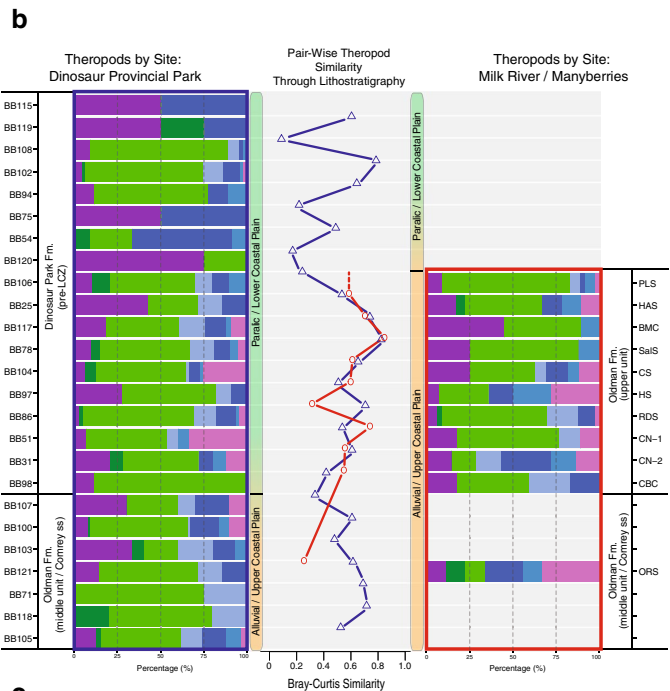 b
Theropods by Site:
Dinosaur Provincial Park
Pair-Wise Theropod
Similarity
Through Lithostratigraphy
Theropods by Site:
Milk River / Manyberries
BB115
BB119
BB108
BB102
BB94
BB75
BB54
BB120
BB106
BB25
BB117
BB78
BB104
BB97
BB86
BB51
BB31
BB98
BB107
BB100
BB103
BB121
BB71
BB118
BB105
Dinosaur Park Fm.
(pre-LCZ)
Oldman Fm.
(middle unit / Comrey ss)
Paralic / Lower Coastal Plain
Alluvial / Upper Coastal Plain
Paralic / Lower Coastal Plain
Alluvial / Upper Coastal Plain
PLS
HAS
BMC
SalS
CS
HS
RDS
CN-1
CN-2
CBC
ORS
Oldman Fm.
(upper unit)
Oldman Fm.
(middle unit / Comrey ss)
0 25 50 75 100
Percentage (%)
0 0.2 0.4 0.6 0.8 1.0
Bray-Curtis Similarity
0 25 50 75 100
Percentage (%)